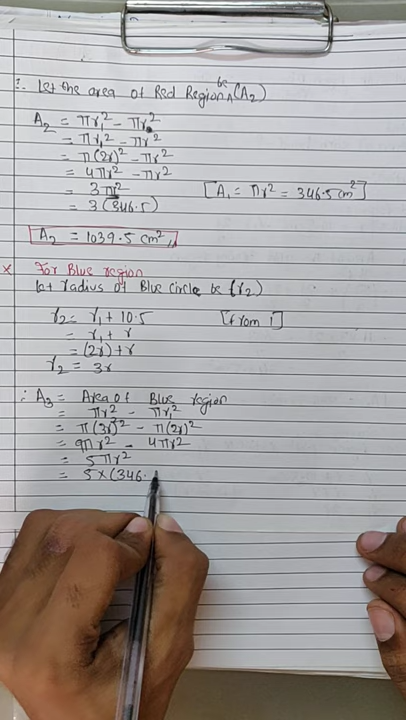 ∴ Let the area of Red Region be (A₂)
A₂ = πr₁² - πr²
= πr₁² - πr²
= π(2r)² - πr²
= 4πr² - πr²
= 3πr² [A₁ = πr² = 346.5 cm²]
= 3(346.5)
A₂ = 1039.5 cm²//
x For Blue region
let radius of Blue circle be (r₂)
r₂ = r₁ + 10.5 [from 1]
= r₁ + r
= (2r)+r
r₂ = 3r
∴ A₃ = Area of Blue region
= πr₂² - πr₁²
= π(3r)² - π(2r)²
= 9πr² - 4πr²
= 5πr²
= 5×(346.